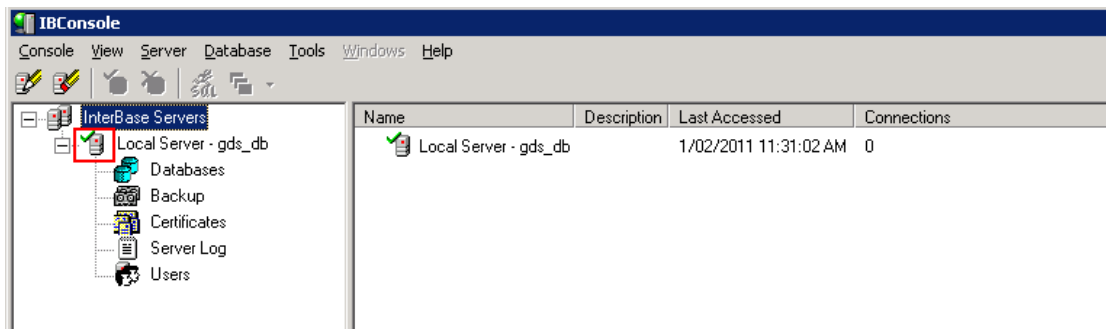 IBConsole
Console View Server Database Tools Windows Help
SQL
InterBase Servers
Name Description Last Accessed Connections
Local Server - gds_db
Local Server - gds_db 1/02/2011 11:31:02 AM 0
Databases
Backup
Certificates
Server Log
Users